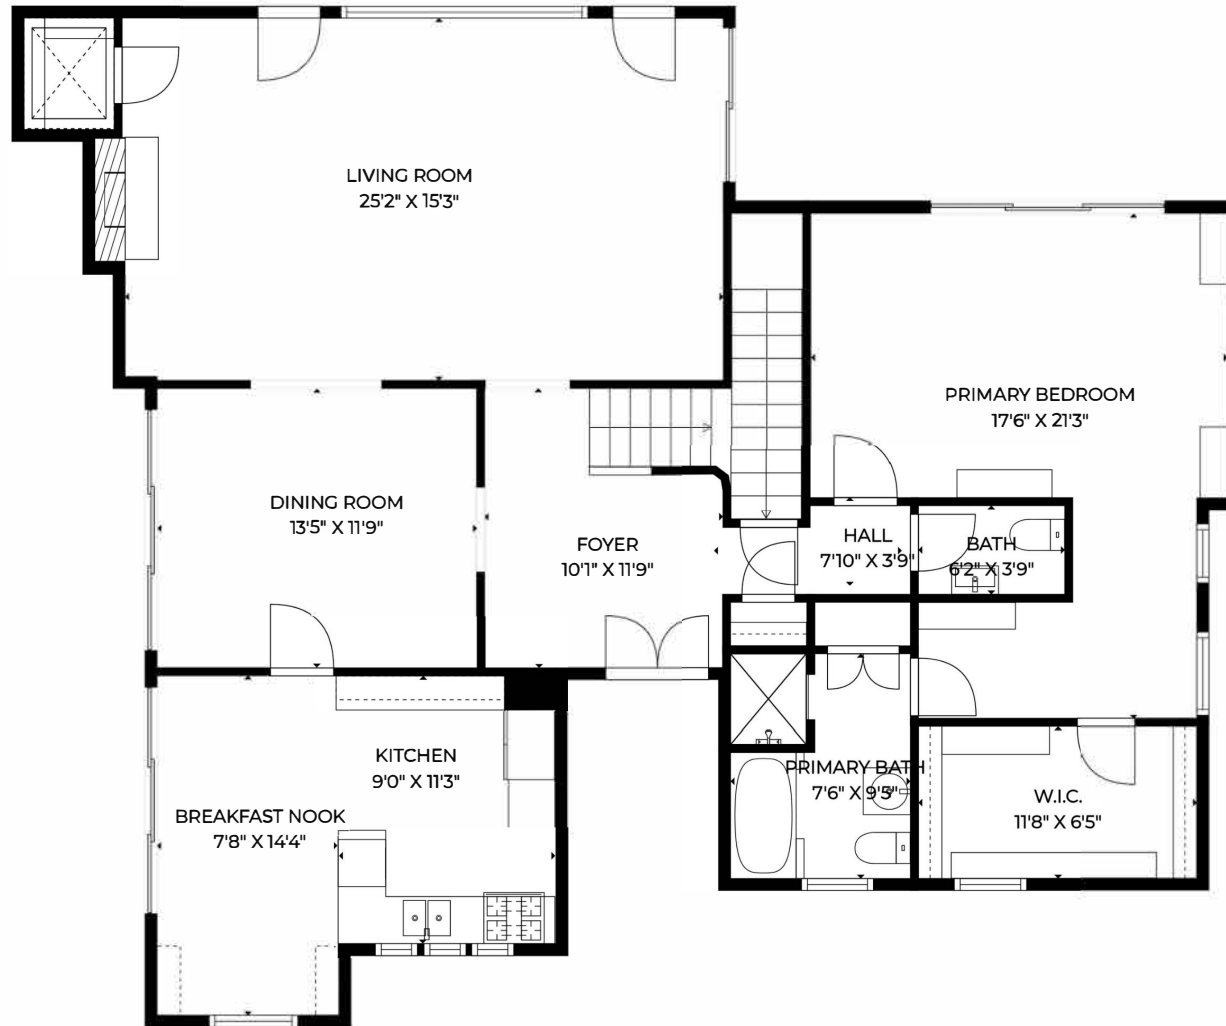 LIVING ROOM
25'2" X 15'3"
PRIMARY BEDROOM
17'6" X 21'3"
DINING ROOM
13'5" X 11'9"
FOYER
10'1" X 11'9"
HALL
7'10" X 3'9"
BATH
6'2" X 3'9"
KITCHEN
9'0" X 11'3"
BREAKFAST NOOK
7'8" X 14'4"
PRIMARY BATH
7'6" X 9'5"
W.I.C.
11'8" X 6'5"